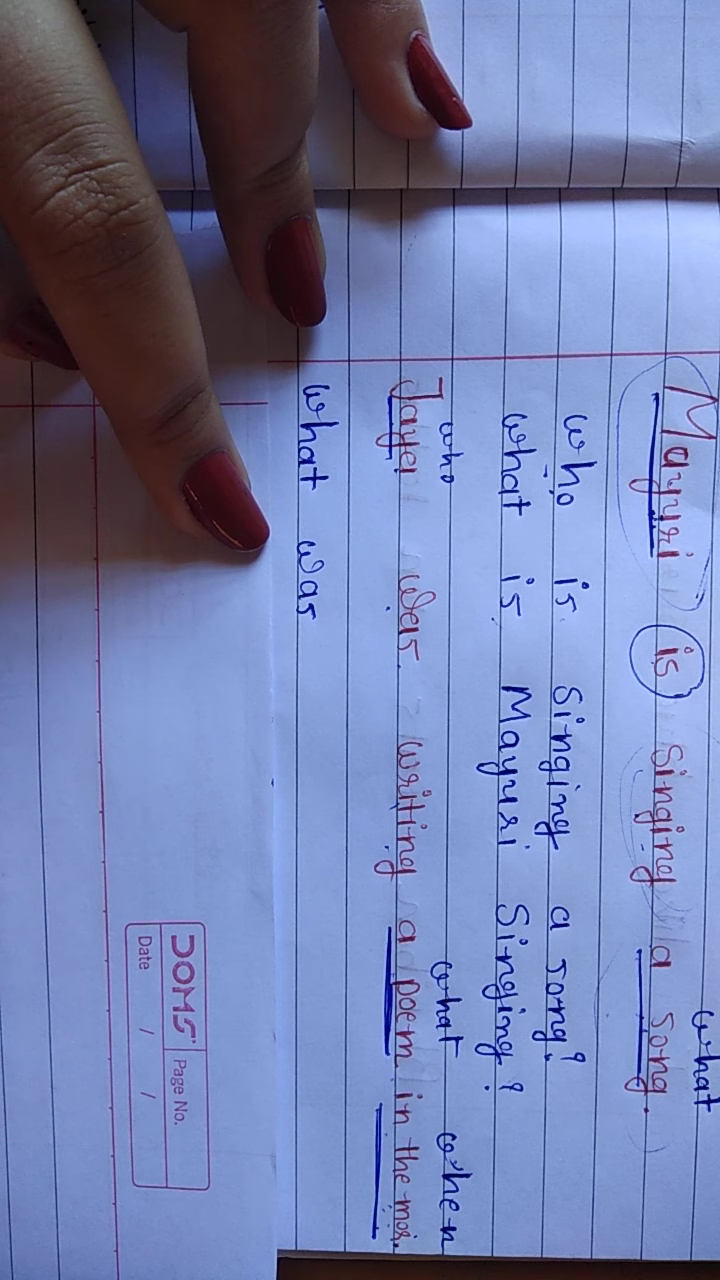 what
Mayuri is singing a song.
who is singing a song?
what is Mayuri singing?
who what when
Jayel was writing a poem in the mor.
what was
DOMS Page No.
Date / /